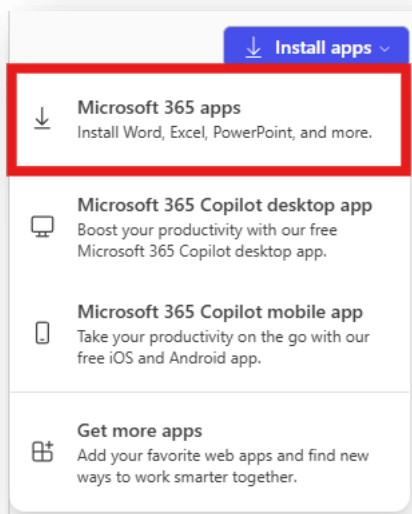 Install apps
Microsoft 365 apps
Install Word, Excel, PowerPoint, and more.
Microsoft 365 Copilot desktop app
Boost your productivity with our free
Microsoft 365 Copilot desktop app.
Microsoft 365 Copilot mobile app
Take your productivity on the go with our
free iOS and Android app.
Get more apps
Add your favorite web apps and find new
ways to work smarter together.